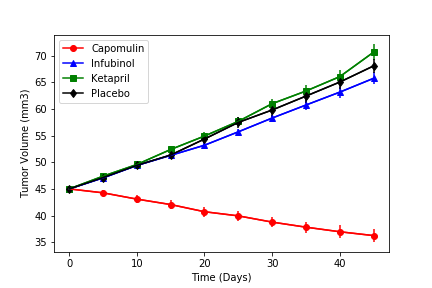 Capomulin
Infubinol
Ketapril
Placebo
70
65
60
55
50
45
40
35
Tumor Volume (mm3)
0 10 20 30 40
Time (Days)